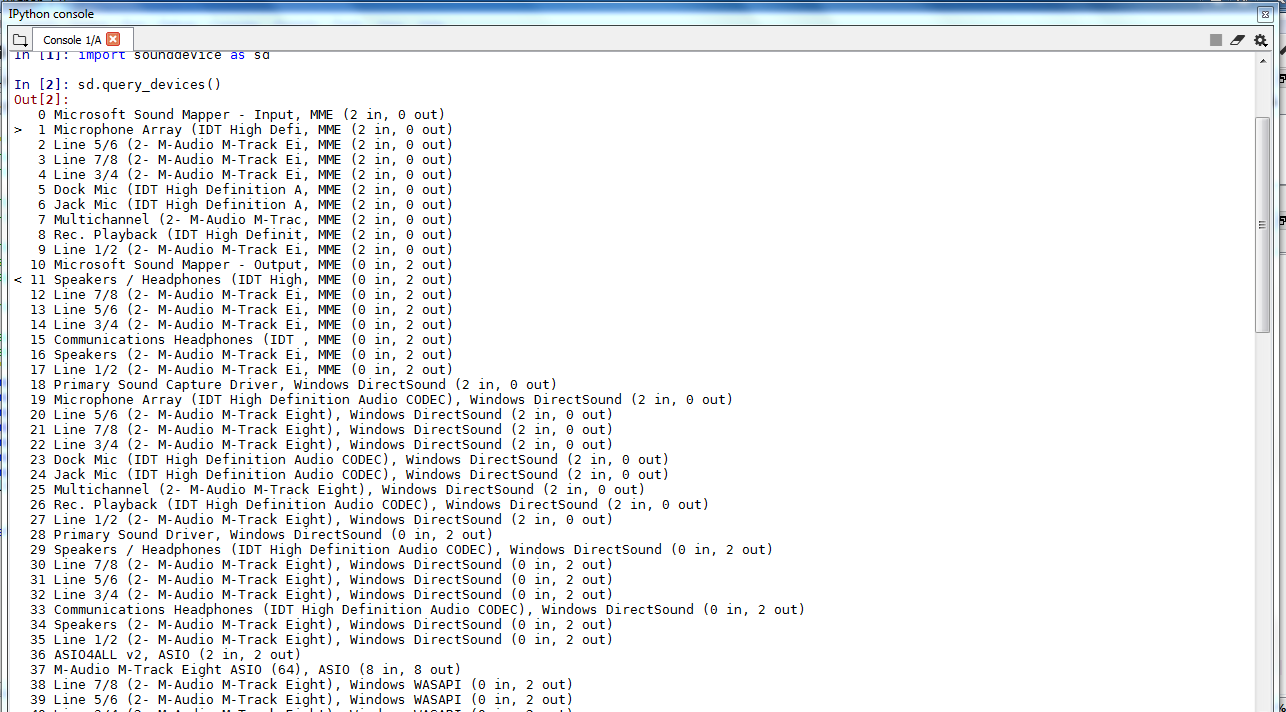 IPython console
Console 1/A
In [1]: import sounddevice as sd
In [2]: sd.query_devices()
Out[2]:
0 Microsoft Sound Mapper - Input, MME (2 in, 0 out)
> 1 Microphone Array (IDT High Defi, MME (2 in, 0 out)
2 Line 5/6 (2- M-Audio M-Track Ei, MME (2 in, 0 out)
3 Line 7/8 (2- M-Audio M-Track Ei, MME (2 in, 0 out)
4 Line 3/4 (2- M-Audio M-Track Ei, MME (2 in, 0 out)
5 Dock Mic (IDT High Definition A, MME (2 in, 0 out)
6 Jack Mic (IDT High Definition A, MME (2 in, 0 out)
7 Multichannel (2- M-Audio M-Trac, MME (2 in, 0 out)
8 Rec. Playback (IDT High Definit, MME (2 in, 0 out)
9 Line 1/2 (2- M-Audio M-Track Ei, MME (2 in, 0 out)
10 Microsoft Sound Mapper - Output, MME (0 in, 2 out)
< 11 Speakers / Headphones (IDT High, MME (0 in, 2 out)
12 Line 7/8 (2- M-Audio M-Track Ei, MME (0 in, 2 out)
13 Line 5/6 (2- M-Audio M-Track Ei, MME (0 in, 2 out)
14 Line 3/4 (2- M-Audio M-Track Ei, MME (0 in, 2 out)
15 Communications Headphones (IDT , MME (0 in, 2 out)
16 Speakers (2- M-Audio M-Track Ei, MME (0 in, 2 out)
17 Line 1/2 (2- M-Audio M-Track Ei, MME (0 in, 2 out)
18 Primary Sound Capture Driver, Windows DirectSound (2 in, 0 out)
19 Microphone Array (IDT High Definition Audio CODEC), Windows DirectSound (2 in, 0 out)
20 Line 5/6 (2- M-Audio M-Track Eight), Windows DirectSound (2 in, 0 out)
21 Line 7/8 (2- M-Audio M-Track Eight), Windows DirectSound (2 in, 0 out)
22 Line 3/4 (2- M-Audio M-Track Eight), Windows DirectSound (2 in, 0 out)
23 Dock Mic (IDT High Definition Audio CODEC), Windows DirectSound (2 in, 0 out)
24 Jack Mic (IDT High Definition Audio CODEC), Windows DirectSound (2 in, 0 out)
25 Multichannel (2- M-Audio M-Track Eight), Windows DirectSound (2 in, 0 out)
26 Rec. Playback (IDT High Definition Audio CODEC), Windows DirectSound (2 in, 0 out)
27 Line 1/2 (2- M-Audio M-Track Eight), Windows DirectSound (2 in, 0 out)
28 Primary Sound Driver, Windows DirectSound (0 in, 2 out)
29 Speakers / Headphones (IDT High Definition Audio CODEC), Windows DirectSound (0 in, 2 out)
30 Line 7/8 (2- M-Audio M-Track Eight), Windows DirectSound (0 in, 2 out)
31 Line 5/6 (2- M-Audio M-Track Eight), Windows DirectSound (0 in, 2 out)
32 Line 3/4 (2- M-Audio M-Track Eight), Windows DirectSound (0 in, 2 out)
33 Communications Headphones (IDT High Definition Audio CODEC), Windows DirectSound (0 in, 2 out)
34 Speakers (2- M-Audio M-Track Eight), Windows DirectSound (0 in, 2 out)
35 Line 1/2 (2- M-Audio M-Track Eight), Windows DirectSound (0 in, 2 out)
36 ASIO4ALL v2, ASIO (2 in, 2 out)
37 M-Audio M-Track Eight ASIO (64), ASIO (8 in, 8 out)
38 Line 7/8 (2- M-Audio M-Track Eight), Windows WASAPI (0 in, 2 out)
39 Line 5/6 (2- M-Audio M-Track Eight), Windows WASAPI (0 in, 2 out)